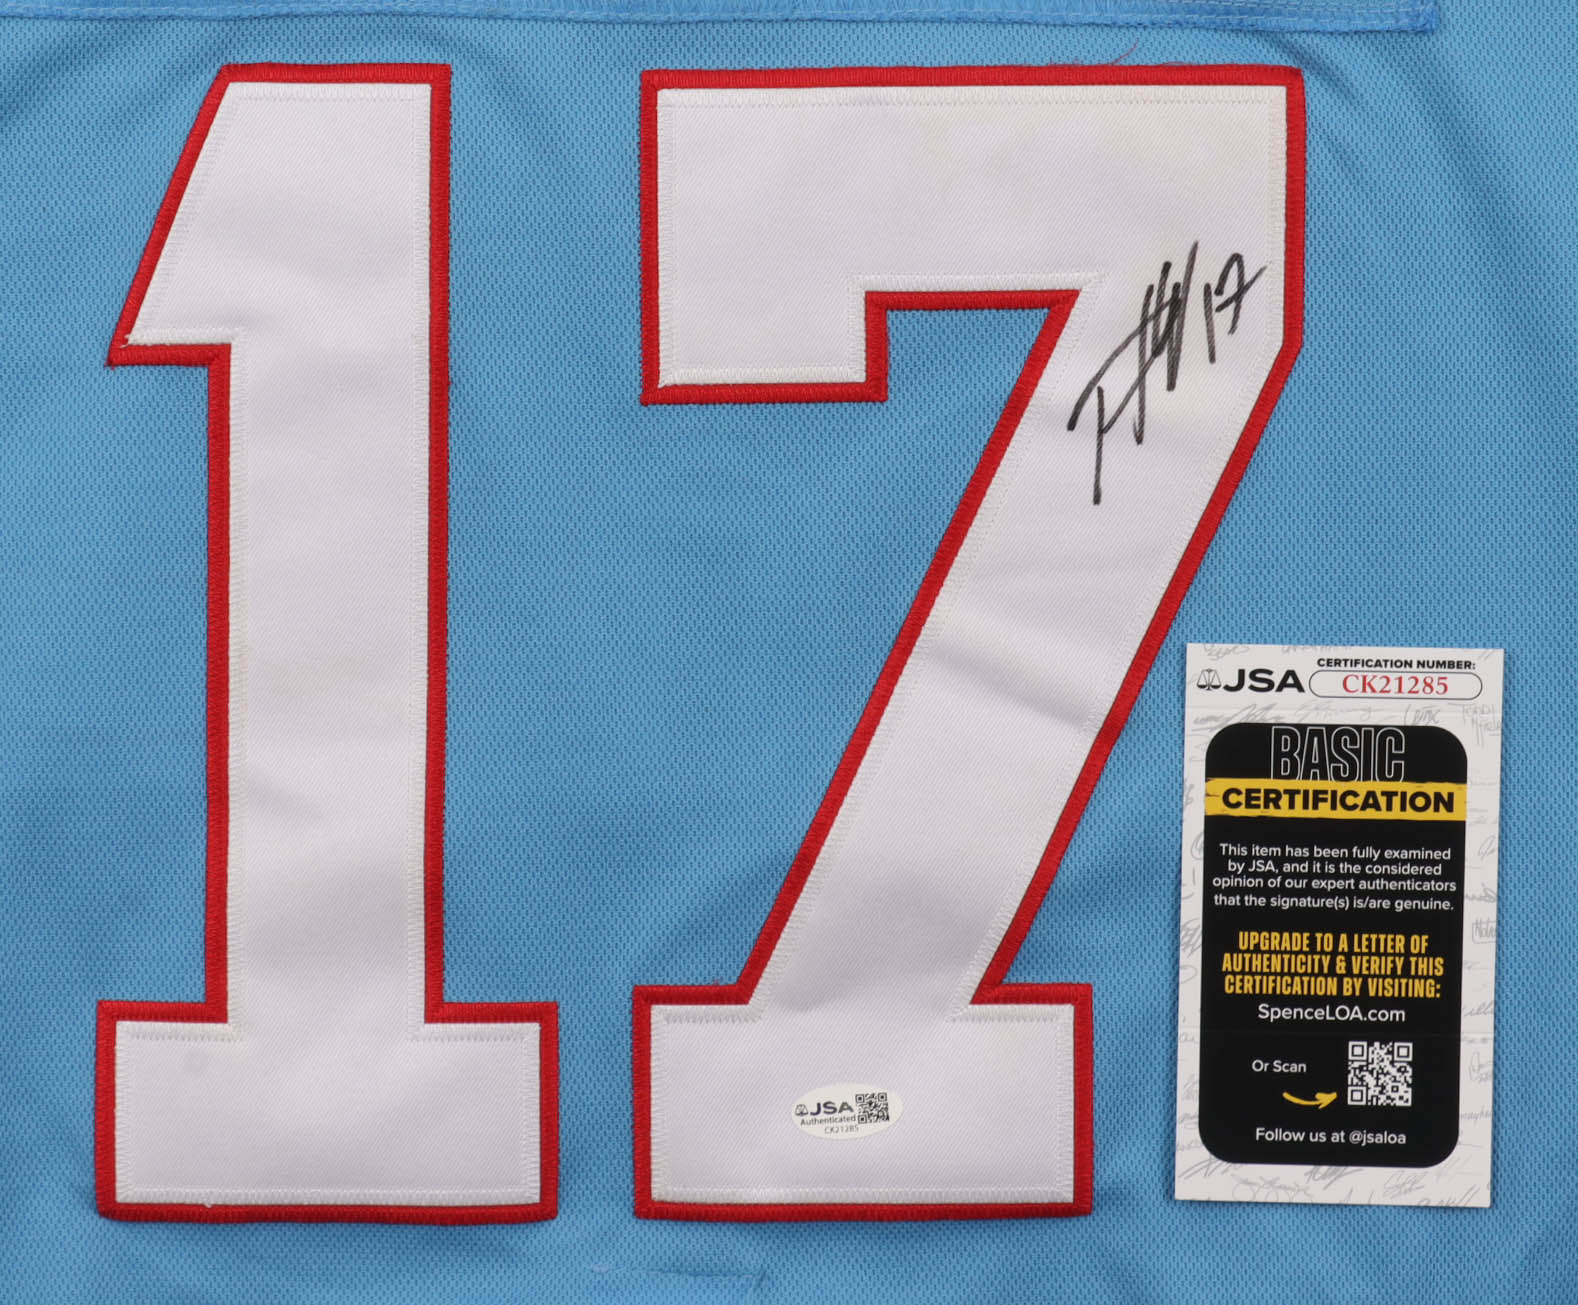 17
17
JSA
CERTIFICATION NUMBER:
CK21285
BASIC
CERTIFICATION
This item has been fully examined
by JSA, and it is the considered
opinion of our expert authenticators
that the signature(s) is/are genuine.
UPGRADE TO A LETTER OF
AUTHENTICITY & VERIFY THIS
CERTIFICATION BY VISITING:
SpenceLOA.com
Or Scan
Follow us at @jsaloa
JSA
Authenticated
CK21285